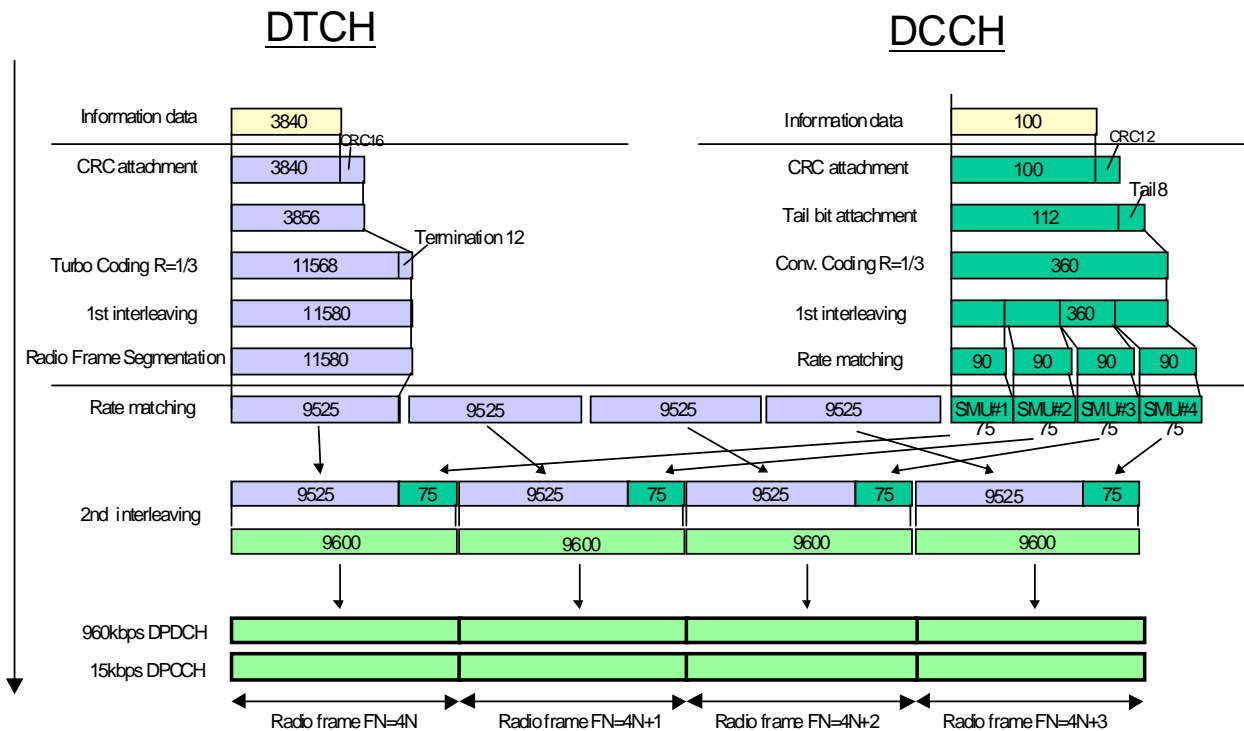 DTCH
DCCH
Information data
3840
Information data
100
CRC16
CRC12
CRC attachment
3840
CRC attachment
100
Tail8
3856
Tail bit attachment
112
Termination 12
Turbo Coding R=1/3
11568
Conv. Coding R=1/3
360
1st interleaving
11580
1st interleaving
360
Radio Frame Segmentation
11580
Rate matching
90
90
90
90
Rate matching
9525
9525
9525
9525
SMU#1
SMU#2
SMU#3
SMU#4
75
75
75
75
2nd interleaving
9525
75
9525
75
9525
75
9525
75
9600
9600
9600
9600
960kbps DPDCH
15kbps DPCCH
Radio frame FN=4N
Radio frame FN=4N+1
Radio frame FN=4N+2
Radio frame FN=4N+3